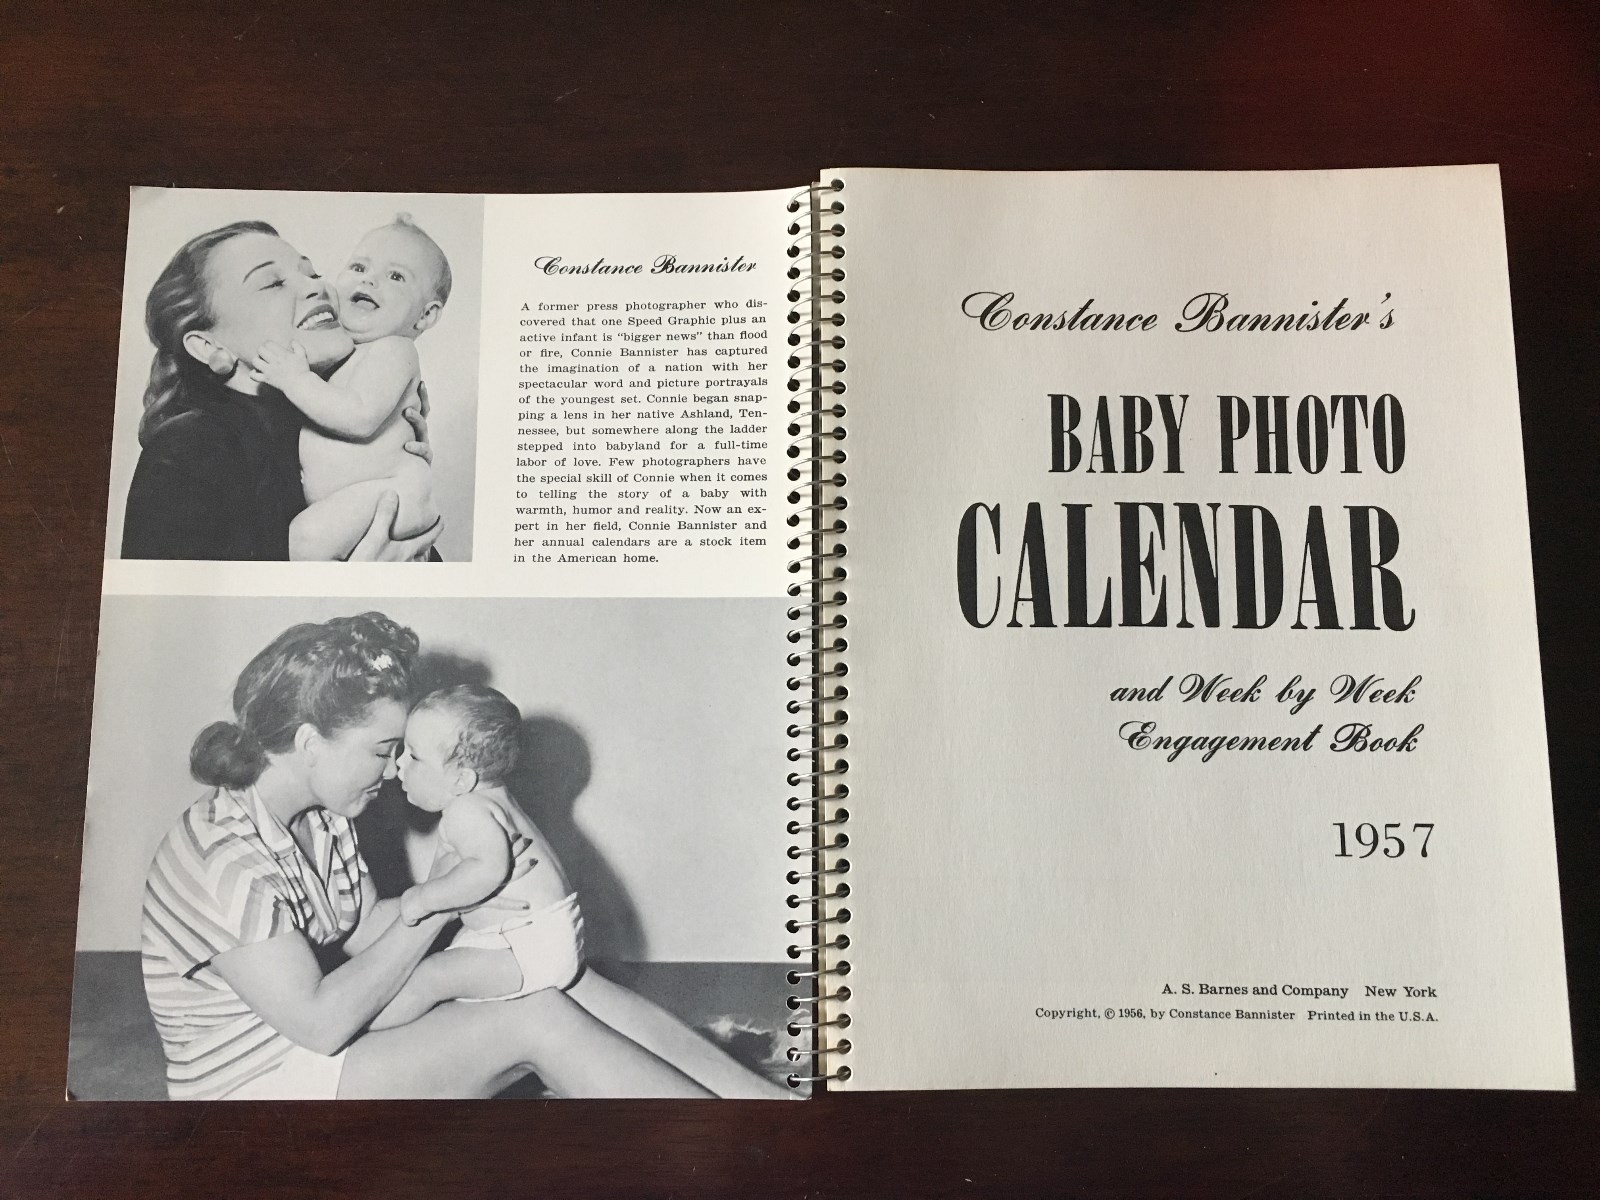 Constance Bannister
A former press photographer who dis-
covered that one Speed Graphic plus an
active infant is “bigger news” than flood
or fire, Connie Bannister has captured
the imagination of a nation with her
spectacular word and picture portrayals
of the youngest set. Connie began snap-
ping a lens in her native Ashland, Ten-
nessee, but somewhere along the ladder
stepped into babyland for a full-time
labor of love. Few photographers have
the special skill of Connie when it comes
to telling the story of a baby with
warmth, humor and reality. Now an ex-
pert in her field, Connie Bannister and
her annual calendars are a stock item
in the American home.
Constance Bannister's
BABY PHOTO
CALENDAR
and Week by Week
Engagement Book
1957
A. S. Barnes and Company New York
Copyright, © 1956, by Constance Bannister Printed in the U.S.A.